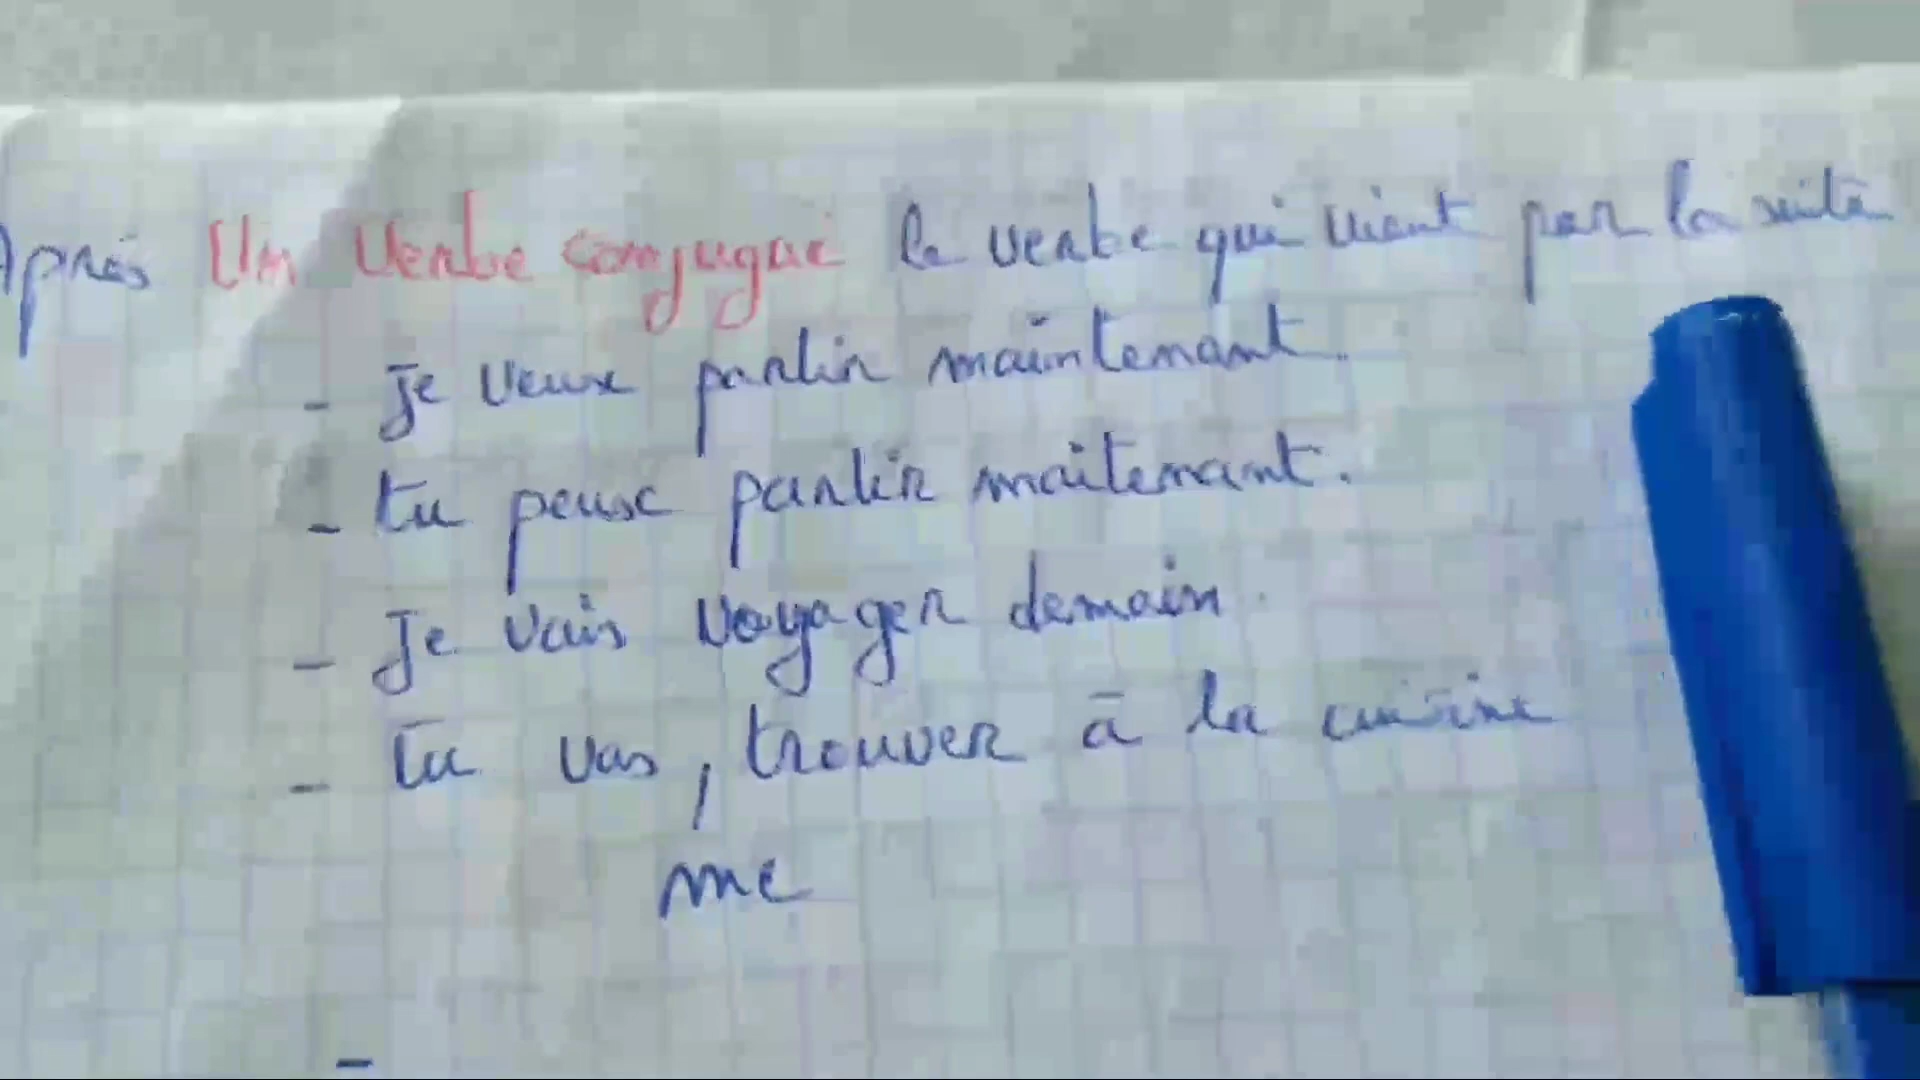 Après Un Verbe conjugué le verbe qui vient par la suite
- Je veux partir maintenant.
- tu peux partir maitenant.
- Je vais voyager demain.
- tu vas, trouver à la cuisine
me
-